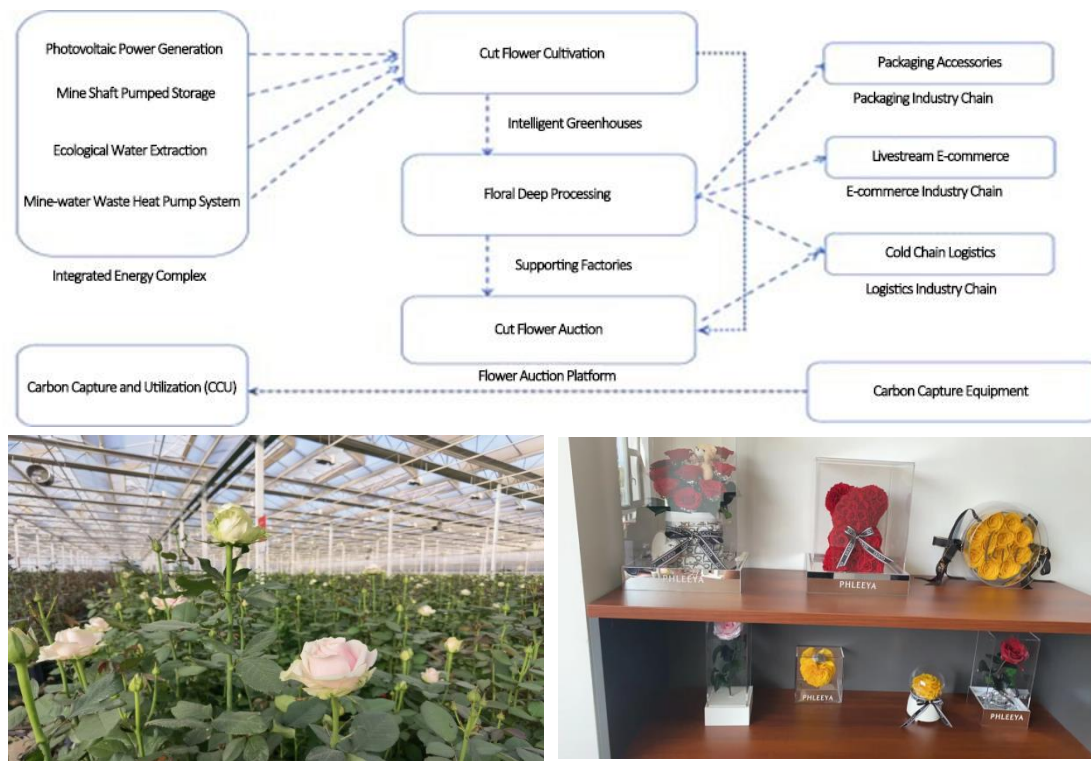 Photovoltaic Power Generation
Mine Shaft Pumped Storage
Ecological Water Extraction
Mine-water Waste Heat Pump System
Integrated Energy Complex
Cut Flower Cultivation
Intelligent Greenhouses
Floral Deep Processing
Supporting Factories
Cut Flower Auction
Flower Auction Platform
Packaging Accessories
Packaging Industry Chain
Livestream E-commerce
E-commerce Industry Chain
Cold Chain Logistics
Logistics Industry Chain
Carbon Capture and Utilization (CCU)
Carbon Capture Equipment
PHLEEYA
PHLEEYA
PHLEEYA
PHLEEYA